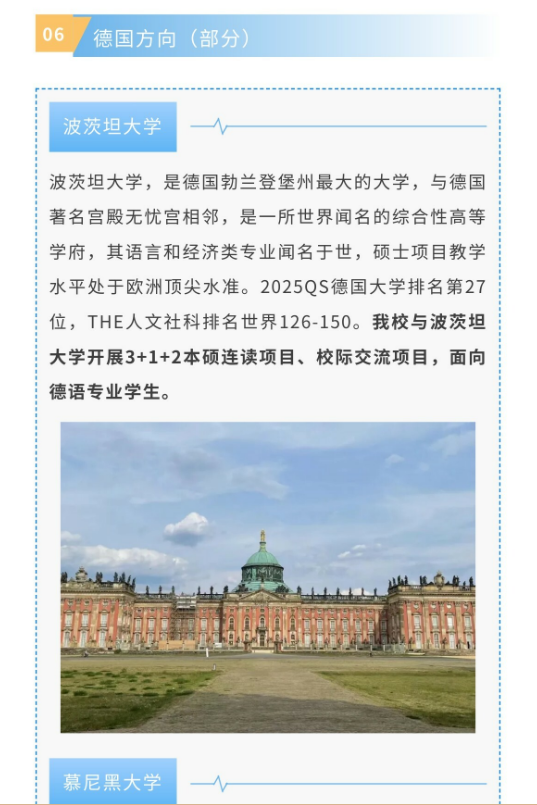 06
德国方向（部分）
波茨坦大学
波茨坦大学，是德国勃兰登堡州最大的大学，与德国
著名宫殿无忧宫相邻，是一所世界闻名的综合性高等
学府，其语言和经济类专业闻名于世，硕士项目教学
水平处于欧洲顶尖水准。2025QS德国大学排名第27
位，THE人文社科排名世界126-150。我校与波茨坦
大学开展3+1+2本硕连读项目、校际交流项目，面向
德语专业学生。
慕尼黑大学